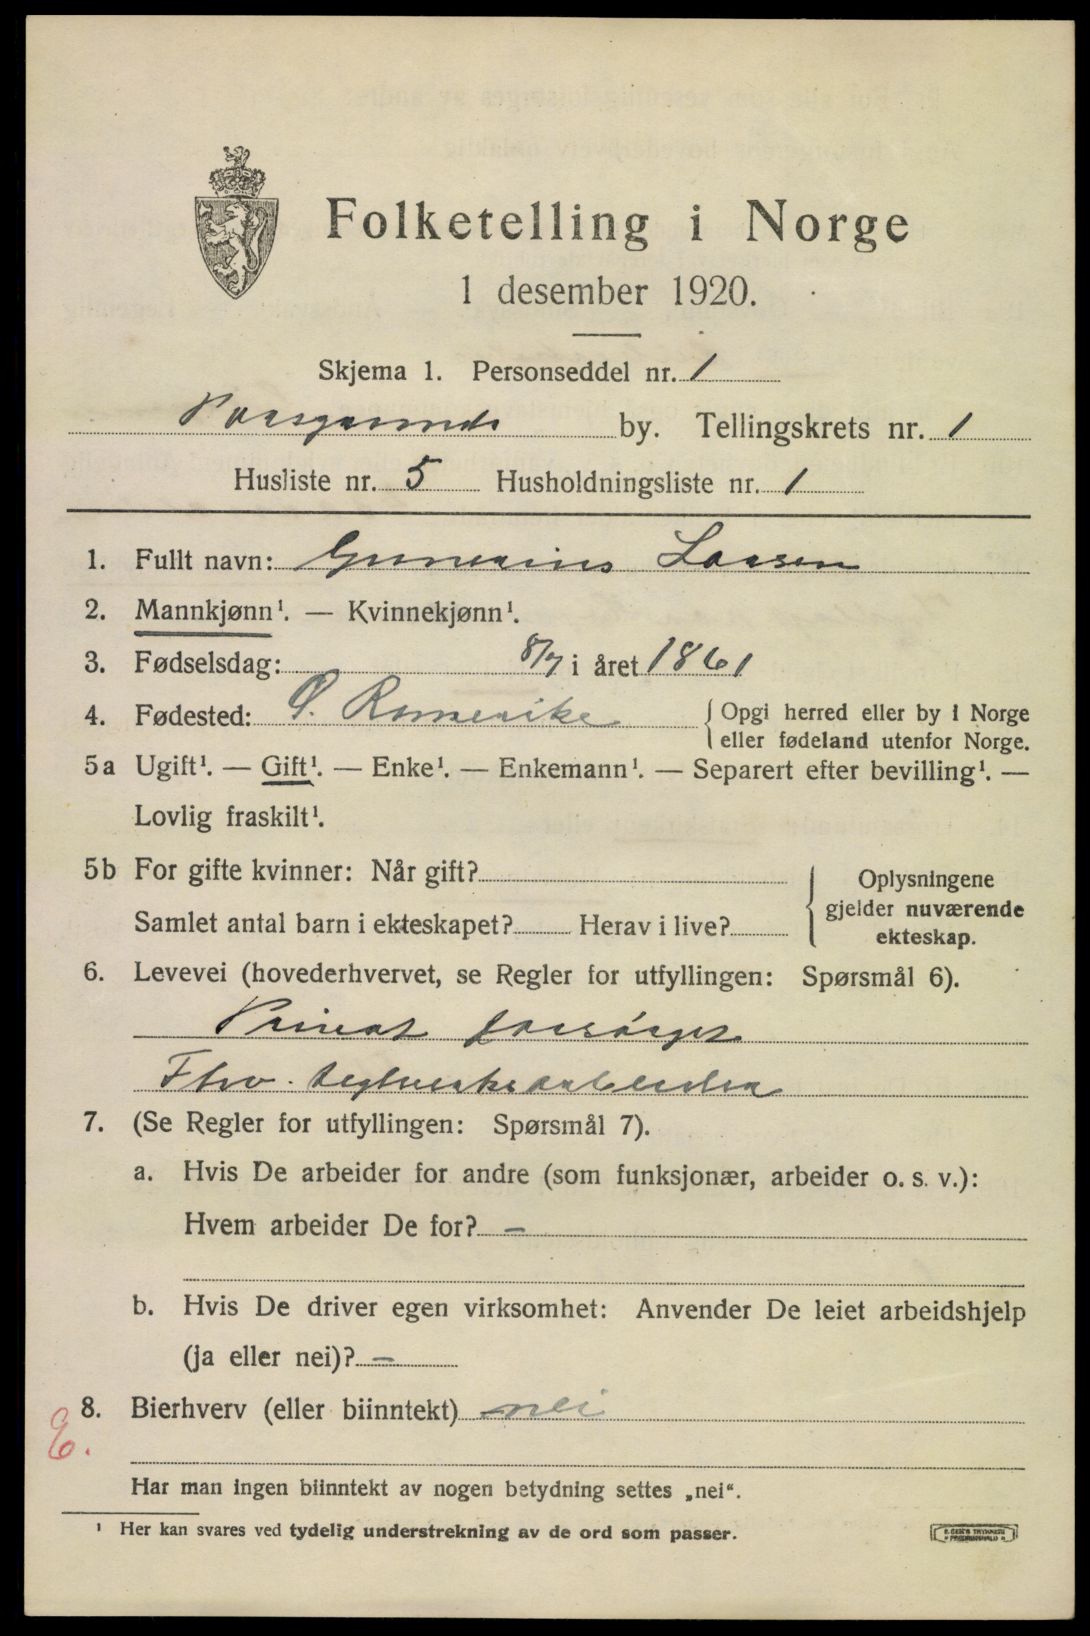 Folketelling i Norge
1 desember 1920.
Skjema 1. Personseddel nr. 1
Porsgrunds by. Tellingskrets nr. 1
Husliste nr. 5 Husholdningsliste nr. 1
1. Fullt navn: Gunerius Larsen
2. Mannkjønn¹. — Kvinnekjønn¹.
3. Fødselsdag: 8/7 i året 1861
4. Fødested: Ø. Romerike {Opgi herred eller by i Norge
eller fødeland utenfor Norge.
5a Ugift¹. — Gift¹. — Enke¹. — Enkemann¹. — Separert efter bevilling¹. —
Lovlig fraskilt¹.
5b For gifte kvinner: Når gift? Oplysningene
gjelder nuværende
Samlet antal barn i ekteskapet? Herav i live?
ekteskap.
6. Levevei (hovederhvervet, se Regler for utfyllingen: Spørsmål 6).
Privat forsørget
Fhv. teglverksarbeider
7. (Se Regler for utfyllingen: Spørsmål 7).
a. Hvis De arbeider for andre (som funksjonær, arbeider o. s. v.):
Hvem arbeider De for? –
b. Hvis De driver egen virksomhet: Anvender De leiet arbeidshjelp
(ja eller nei)? –
8. Bierhverv (eller biinntekt) nei
Har man ingen biinntekt av nogen betydning settes „nei“.
¹ Her kan svares ved tydelig understrekning av de ord som passer.